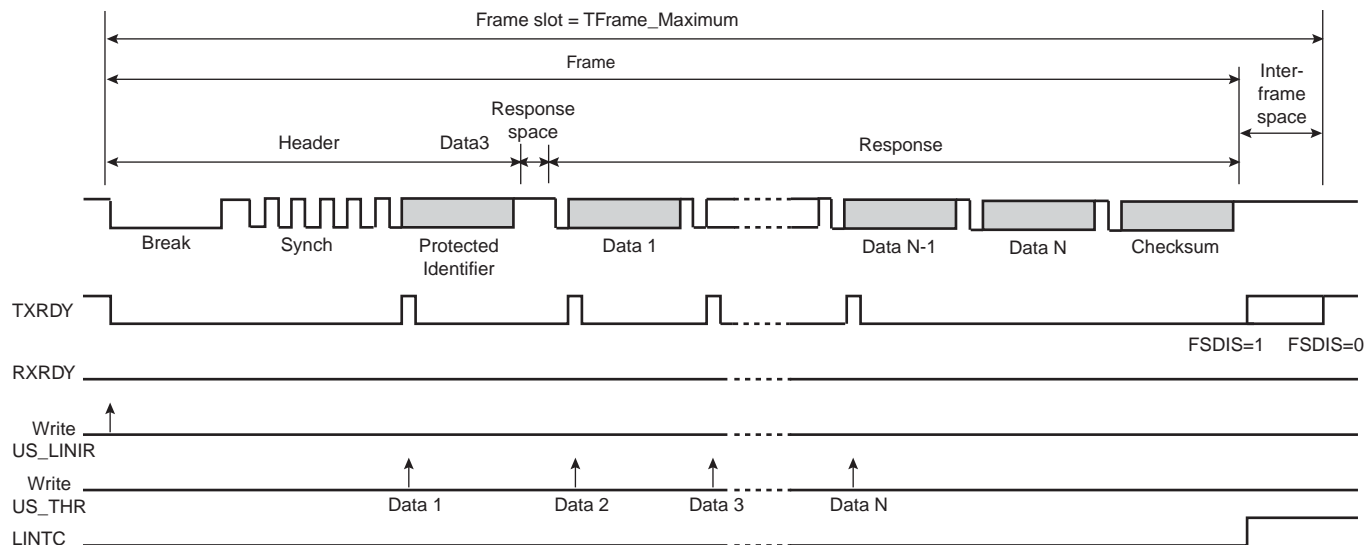 Frame slot = TFrame_Maximum
Frame
Inter-
frame
space
Response
space
Header
Data3
Response
Break
Synch
Protected
Identifier
Data 1
Data N-1
Data N
Checksum
TXRDY
FSDIS=1
FSDIS=0
RXRDY
Write
US_LINIR
Write
US_THR
Data 1
Data 2
Data 3
Data N
LINTC